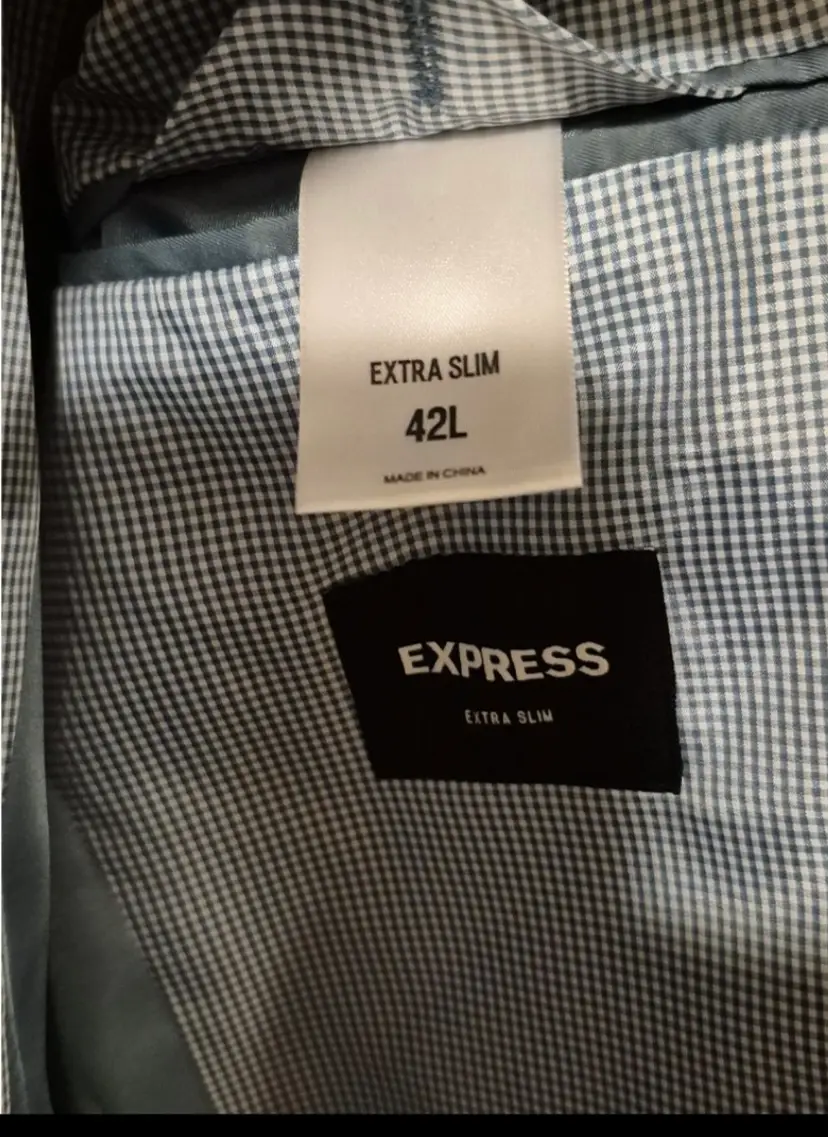 EXTRA SLIM
42L
MADE IN CHINA
EXPRESS
EXTRA SLIM